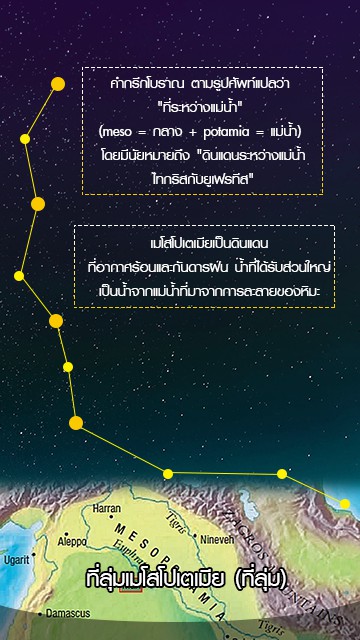 คำกรีกโบราณ ตามรูปศัพท์แปลว่า
"ที่ระหว่างแม่น้ำ"
(meso = กลาง + potamia = แม่น้ำ)
โดยมีนัยหมายถึง "ดินแดนระหว่างแม่น้ำ
ไทกริสกับยูเฟรทีส"
เมโสโปเตเมียเป็นดินแดน
ที่อากาศร้อนและกันดารฝน น้ำที่ได้รับส่วนใหญ่
เป็นน้ำจากแม่น้ำที่มาจากการละลายของหิมะ
Harran
Tigris
ZAGROS MOUNTAINS
Aleppo
Nineveh
MESOPOTAMIA
Ugarit
Euphrates
ที่ลุ่มเมโสโปเตเมีย (ที่ลุ่ม)
Damascus
Tigris